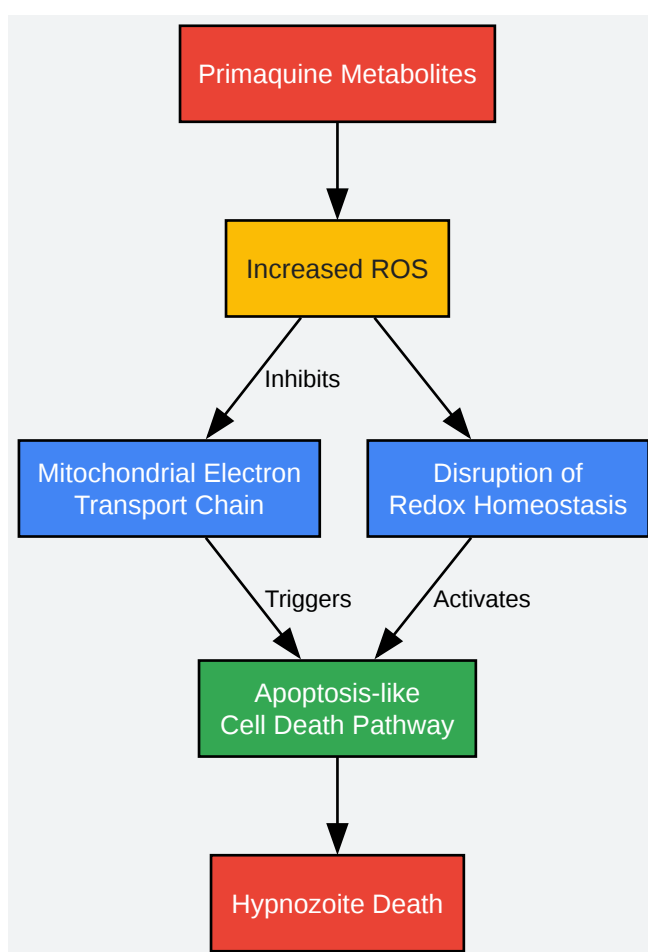 Primaquine Metabolites
Increased ROS
Inhibits
Mitochondrial Electron
Transport Chain
Disruption of
Redox Homeostasis
Triggers
Activates
Apoptosis-like
Cell Death Pathway
Hypnozoite Death